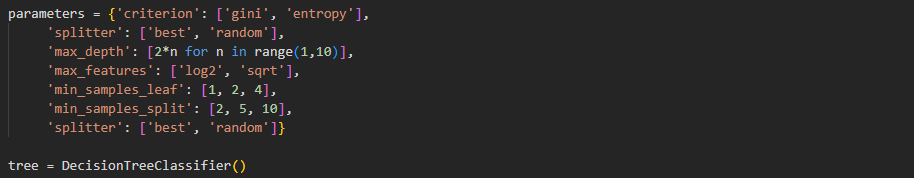 parameters = {'criterion': ['gini', 'entropy'],
'splitter': ['best', 'random'],
'max_depth': [2*n for n in range(1,10)],
'max_features': ['log2', 'sqrt'],
'min_samples_leaf': [1, 2, 4],
'min_samples_split': [2, 5, 10],
'splitter': ['best', 'random']}
tree = DecisionTreeClassifier()